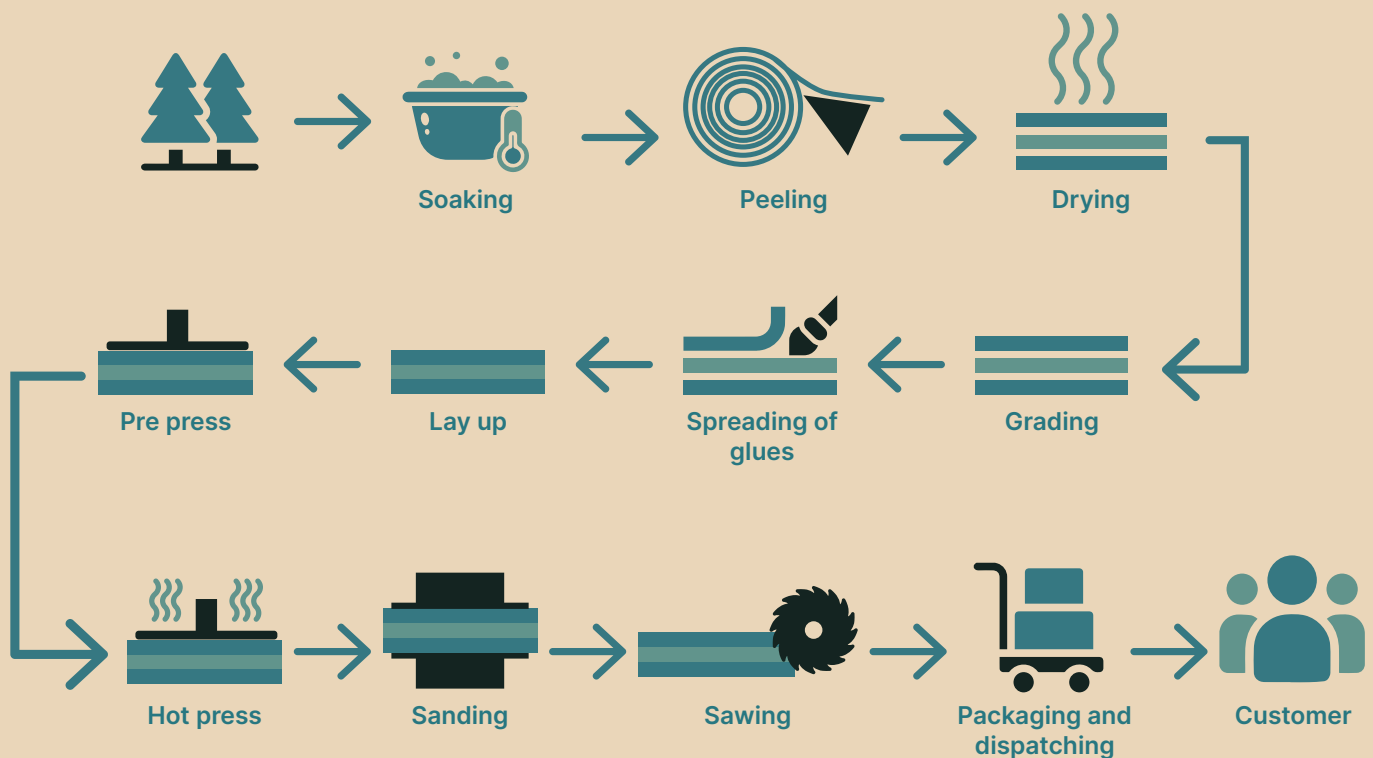 Soaking
Peeling
Drying
Pre press
Lay up
Spreading of
glues
Grading
Hot press
Sanding
Sawing
Packaging and
dispatching
Customer